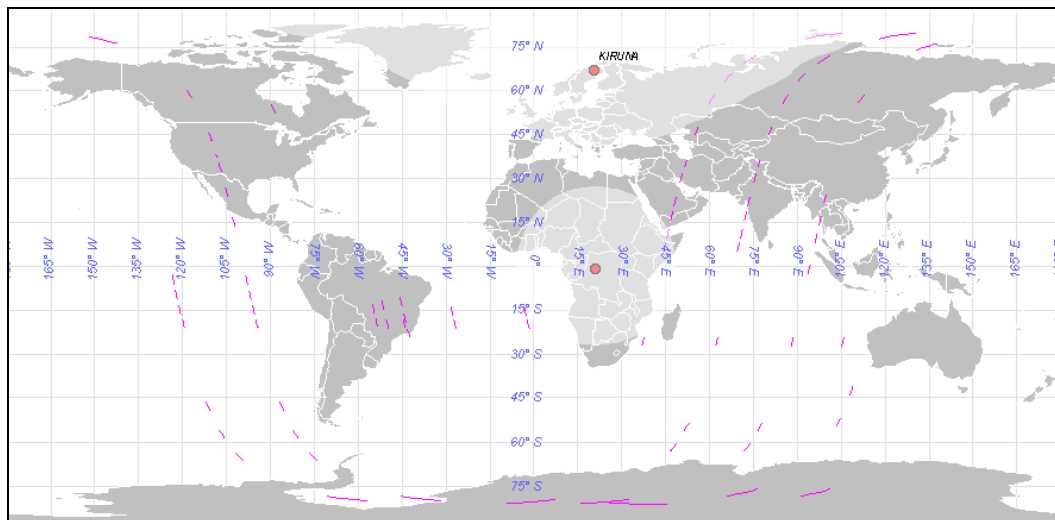 KIRUNA
75° N
60° N
45° N
30° N
15° N
165° W
150° W
135° W
120° W
105° W
90° W
75° W
60° W
45° W
30° W
15° W
0°
15° E
30° E
45° E
60° E
75° E
90° E
105° E
120° E
135° E
150° E
165° E
15° S
30° S
45° S
60° S
75° S